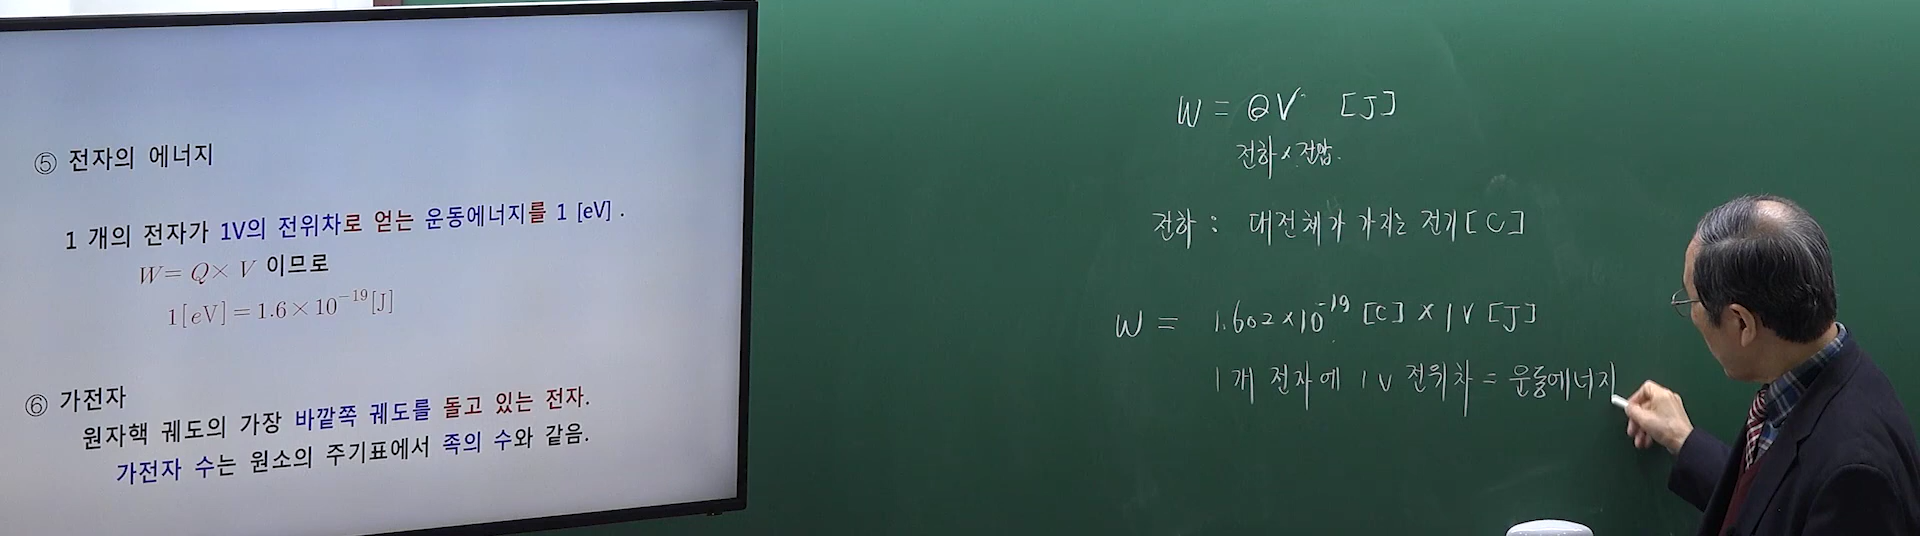 ⑤ 전자의 에너지
1 개의 전자가 1V의 전위차로 얻는 운동에너지를 1 [eV] .
W= Q× V 이므로
1[eV]=1.6×10⁻¹⁹[J]
⑥ 가전자
원자핵 궤도의 가장 바깥쪽 궤도를 돌고 있는 전자.
가전자 수는 원소의 주기표에서 족의 수와 같음.
W = QV [J]
전하 × 전압.
전하 : 대전체가 가지는 전기 [C]
W = 1.602×10⁻¹⁹ [C] × 1V [J]
1개 전자에 1V 전위차 = 운동에너지